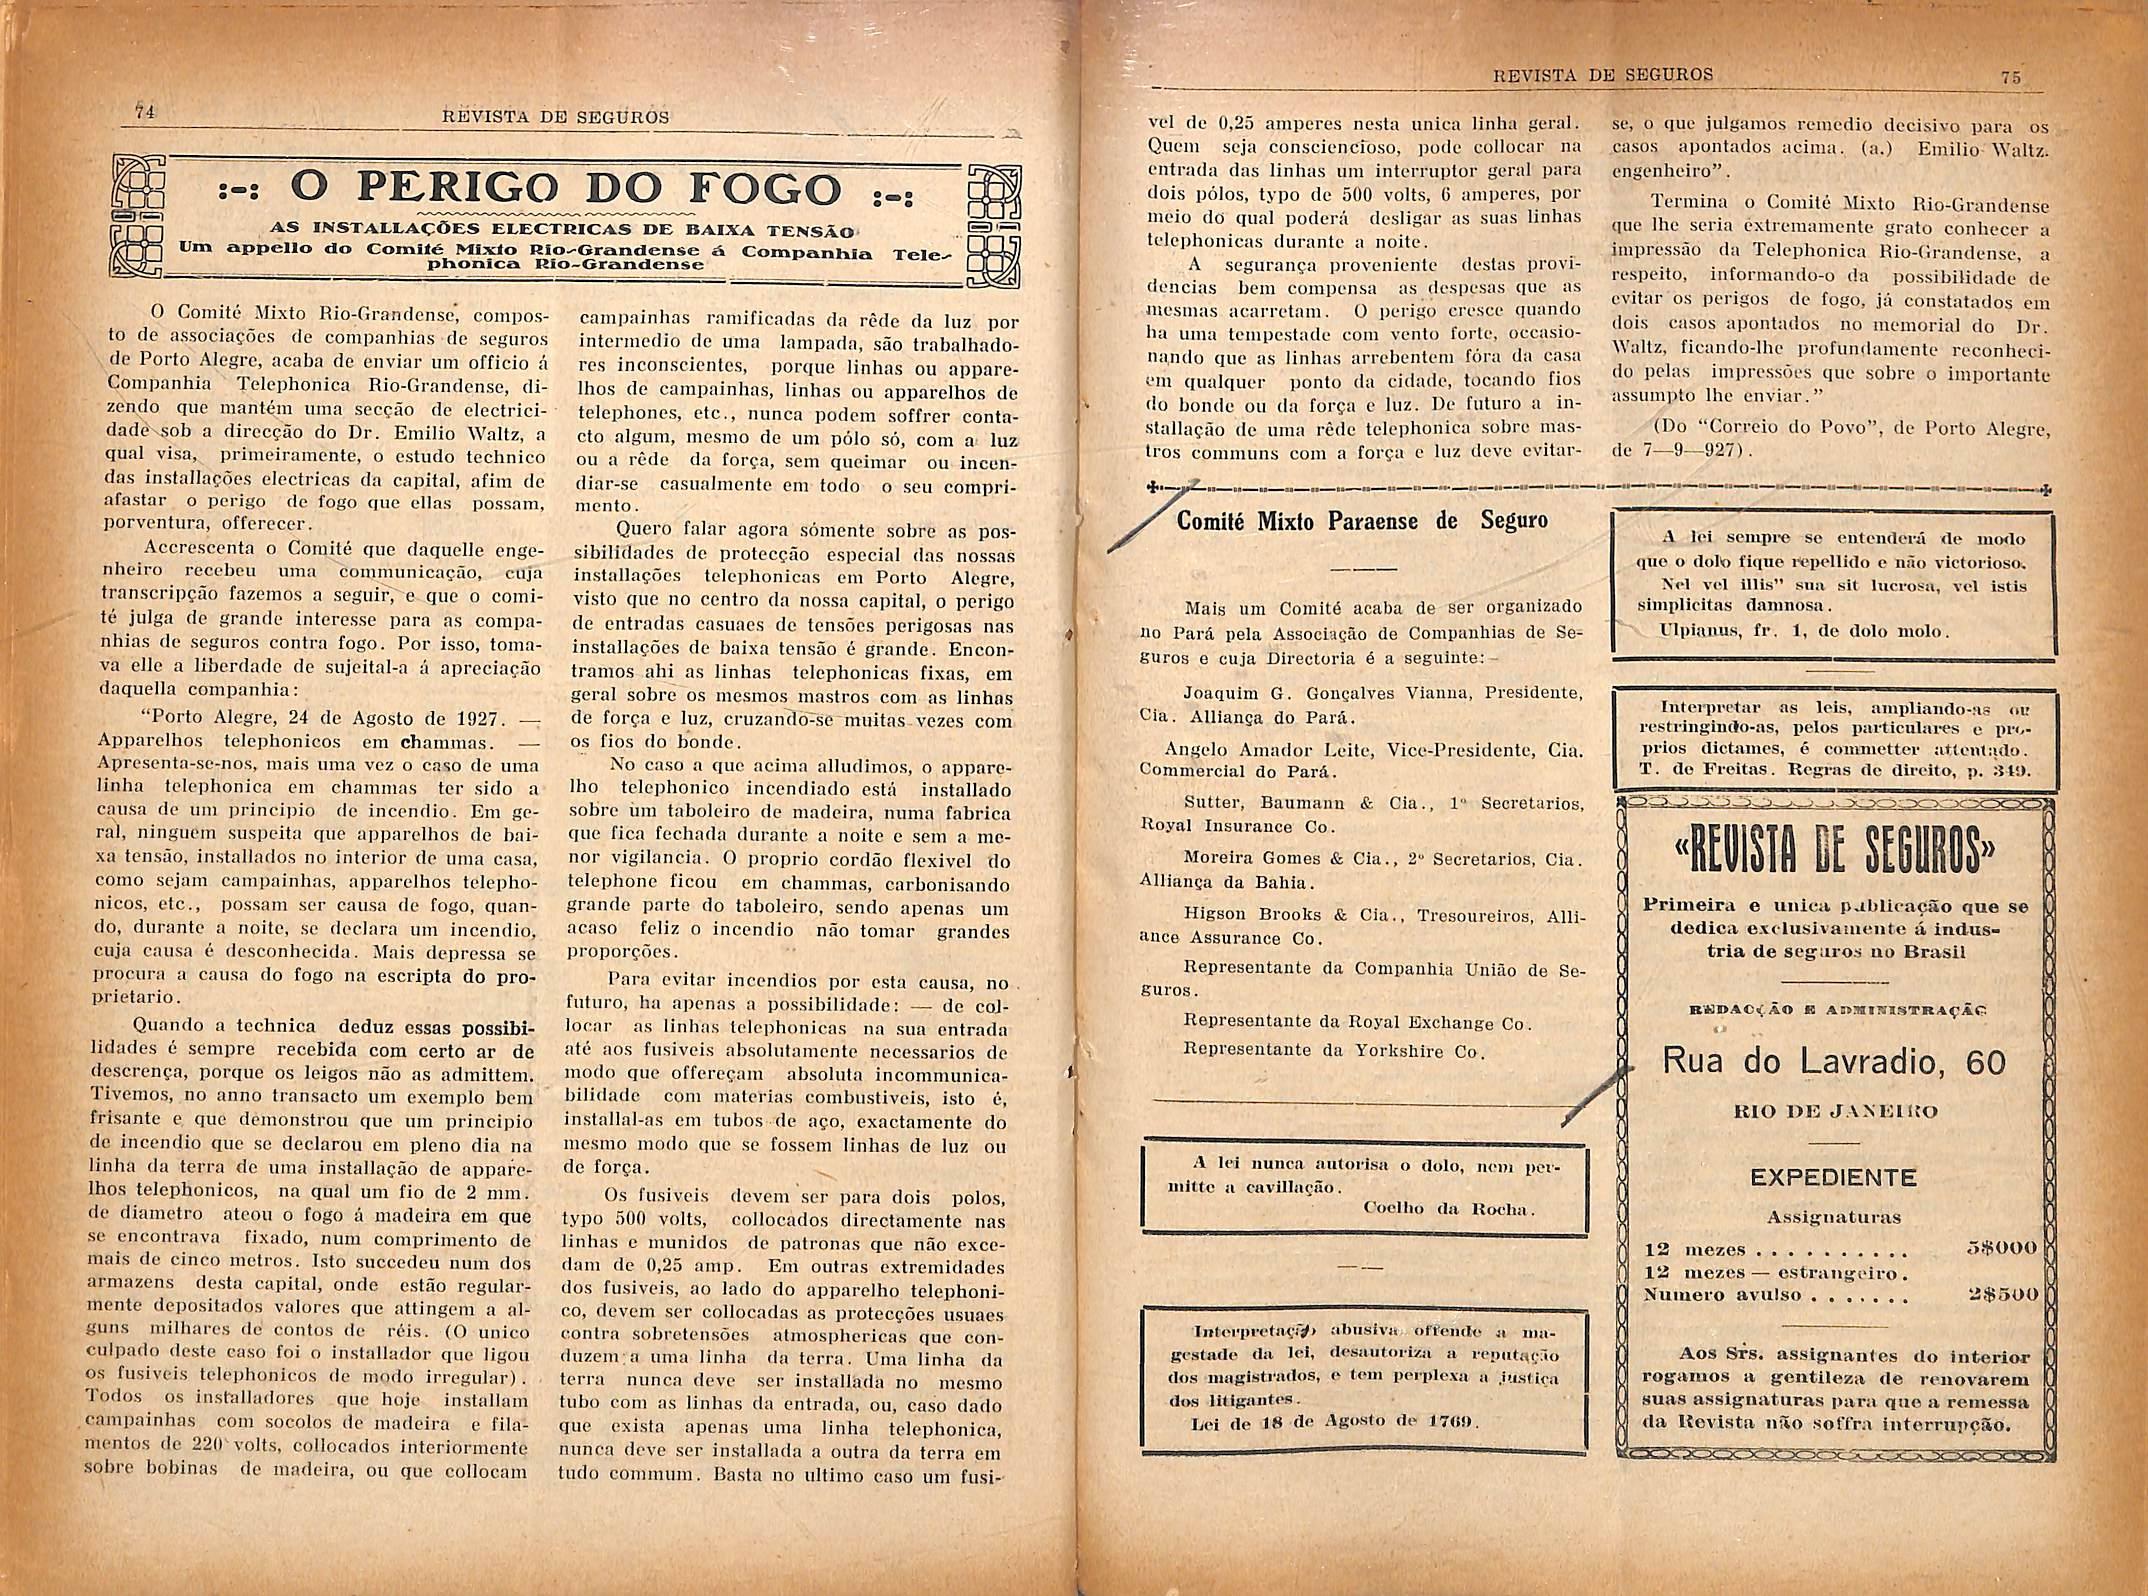 74
REVISTA DE SEGUROS
:-: O PERIGO DO FOGO :-:
AS INSTALLAÇÕES ELECTRICAS DE BAIXA TENSÃO
Um appello do Comité Mixto Rio-Grandense á Companhia Tele-
phonica Rio-Grandense
O Comité Mixto Rio-Grandense, compos-
to de associações de companhias de seguros
de Porto Alegre, acaba de enviar um officio á
Companhia Telephonica Rio-Grandense, di-
zendo que mantém uma secção de electrici-
dade sob a direcção do Dr. Emilio Waltz, a
qual visa, primeiramente, o estudo technico
das installações electricas da capital, afim de
afastar o perigo de fogo que ellas possam,
porventura, offerecer.
Accrescenta o Comité que daquelle enge-
nheiro recebeu uma communicação, cuja
transcripção fazemos a seguir, e que o comi-
té julga de grande interesse para as compa-
nhias de seguros contra fogo. Por isso, toma-
va elle a liberdade de sujeital-a á apreciação
daquella companhia:
"Porto Alegre, 24 de Agosto de 1927. —
Apparelhos telephonicos em chammas. —
Apresenta-se-nos, mais uma vez o caso de uma
linha telephonica em chammas ter sido a
causa de um principio de incendio. Em ge-
ral, ninguem suspeita que apparelhos de bai-
xa tensão, installados no interior de uma casa,
como sejam campainhas, apparelhos telepho-
nicos, etc., possam ser causa de fogo, quan-
do, durante a noite, se declara um incendio,
cuja causa é desconhecida. Mais depressa se
procura a causa do fogo na escripta do pro-
prietario.
Quando a technica deduz essas possibi-
lidades é sempre recebida com certo ar de
descrença, porque os leigos não as admittem.
Tivemos, no anno transacto um exemplo bem
frisante e que demonstrou que um principio
de incendio que se declarou em pleno dia na
linha da terra de uma installação de appare-
lhos telephonicos, na qual um fio de 2 mm.
de diametro ateou o fogo á madeira em que
se encontrava fixado, num comprimento de
mais de cinco metros. Isto succedeu num dos
armazens desta capital, onde estão regular-
mente depositados valores que attingem a al-
guns milhares de contos de réis. (O unico
culpado deste caso foi o installador que ligou
os fusiveis telephonicos de modo irregular).
Todos os installadores que hoje installam
campainhas com socolos de madeira e fila-
mentos de 220 volts, collocados interiormente
sobre bobinas de madeira, ou que collocam
campainhas ramificadas da rêde da luz por
intermedio de uma lampada, são trabalhado-
res inconscientes, porque linhas ou appare-
lhos de campainhas, linhas ou apparelhos de
telephones, etc., nunca podem soffrer conta-
cto algum, mesmo de um pólo só, com a luz
ou a rêde da força, sem queimar ou incen-
diar-se casualmente em todo o seu compri-
mento.
Quero falar agora sómente sobre as pos-
sibilidades de protecção especial das nossas
installações telephonicas em Porto Alegre,
visto que no centro da nossa capital, o perigo
de entradas casuaes de tensões perigosas nas
installações de baixa tensão é grande. Encon-
tramos ahi as linhas telephonicas fixas, em
geral sobre os mesmos mastros com as linhas
de força e luz, cruzando-se muitas vezes com
os fios do bonde.
No caso a que acima alludimos, o appare-
lho telephonico incendiado está installado
sobre um taboleiro de madeira, numa fabrica
que fica fechada durante a noite e sem a me-
nor vigilancia. O proprio cordão flexivel do
telephone ficou em chammas, carbonisando
grande parte do taboleiro, sendo apenas um
acaso feliz o incendio não tomar grandes
proporções.
Para evitar incendios por esta causa, no
futuro, ha apenas a possibilidade: — de col-
locar as linhas telephonicas na sua entrada
até aos fusiveis absolutamente necessarios de
modo que offereçam absoluta incommunica-
bilidade com materias combustiveis, isto é,
installal-as em tubos de aço, exactamente do
mesmo modo que se fossem linhas de luz ou
de força.
Os fusiveis devem ser para dois polos,
typo 500 volts, collocados directamente nas
linhas e munidos de patronas que não exce-
dam de 0,25 amp. Em outras extremidades
dos fusiveis, ao lado do apparelho telephoni-
co, devem ser collocadas as protecções usuaes
contra sobretensões atmosphericas que con-
duzem a uma linha da terra. Uma linha da
terra nunca deve ser installada no mesmo
tubo com as linhas da entrada, ou, caso dado
que exista apenas uma linha telephonica,
nunca deve ser installada a outra da terra em
tudo commum. Basta no ultimo caso um fusi-
REVISTA DE SEGUROS
75
vel de 0,25 amperes nesta unica linha geral.
Quem seja consciencioso, pode collocar na
entrada das linhas um interruptor geral para
dois pólos, typo de 500 volts, 6 amperes, por
meio do qual poderá desligar as suas linhas
telephonicas durante a noite.
A segurança proveniente destas provi-
dencias bem compensa as despesas que as
mesmas acarretam. O perigo cresce quando
ha uma tempestade com vento forte, occasio-
nando que as linhas arrebentem fóra da casa
em qualquer ponto da cidade, tocando fios
do bonde ou da força e luz. De futuro a in-
stallação de uma rêde telephonica sobre mas-
tros communs com a força e luz deve evitar-
se, o que julgamos remedio decisivo para os
casos apontados acima. (a.) Emilio Waltz.
engenheiro".
Termina o Comité Mixto Rio-Grandense
que lhe seria extremamente grato conhecer a
impressão da Telephonica Rio-Grandense, a
respeito, informando-o da possibilidade de
evitar os perigos de fogo, já constatados em
dois casos apontados no memorial do Dr.
Waltz, ficando-lhe profundamente reconheci-
do pelas impressões que sobre o importante
assumpto lhe enviar."
(Do "Correio do Povo", de Porto Alegre,
de 7—9—927).
Comité Mixto Paraense de Seguro
Mais um Comité acaba de ser organizado
no Pará pela Associação de Companhias de Se-
guros e cuja Directoria é a seguinte:-
Joaquim G. Gonçalves Vianna, Presidente,
Cia. Alliança do Pará.
Angelo Amador Leite, Vice-Presidente, Cia.
Commercial do Pará.
Sutter, Baumann & Cia., 1º Secretarios,
Royal Insurance Co.
Moreira Gomes & Cia., 2º Secretarios, Cia.
Alliança da Bahia.
Higson Brooks & Cia., Tresoureiros, Alli-
ance Assurance Co.
Representante da Companhia União de Se-
guros.
Representante da Royal Exchange Co.
Representante da Yorkshire Co.
A lei nunca autorisa o dolo, nem per-
mitte a cavillação.
Coelho da Rocha.
Interpretação abusiva offende a ma-
gestade da lei, desautoriza a reputação
dos magistrados, e tem perplexa a justiça
dos litigantes.
Lei de 18 de Agosto de 1769.
A lei sempre se entenderá de modo
que o dolo fique repellido e não victorioso.
Nel vel illis" sua sit lucrosa, vel istis
simplicitas damnosa.
Ulpianus, fr. 1, de dolo molo.
Interpretar as leis, ampliando-as ou
restringindo-as, pelos particulares e pro-
prios dictames, é commetter attentado.
T. de Freitas. Regras de direito, p. 349.
«REVISTA DE SEGUROS»
Primeira e unica publicação que se
dedica exclusivamente á indus-
tria de seguros no Brasil
REDACÇÃO E ADMINISTRAÇÃO
Rua do Lavradio, 60
RIO DE JANEIRO
EXPEDIENTE
Assignaturas
12 mezes . . . . . . . . . . 5$000
12 mezes — estrangeiro.
Numero avulso . . . . . . . 2$500
Aos Srs. assignantes do interior
rogamos a gentileza de renovarem
suas assignaturas para que a remessa
da Revista não soffra interrupção.